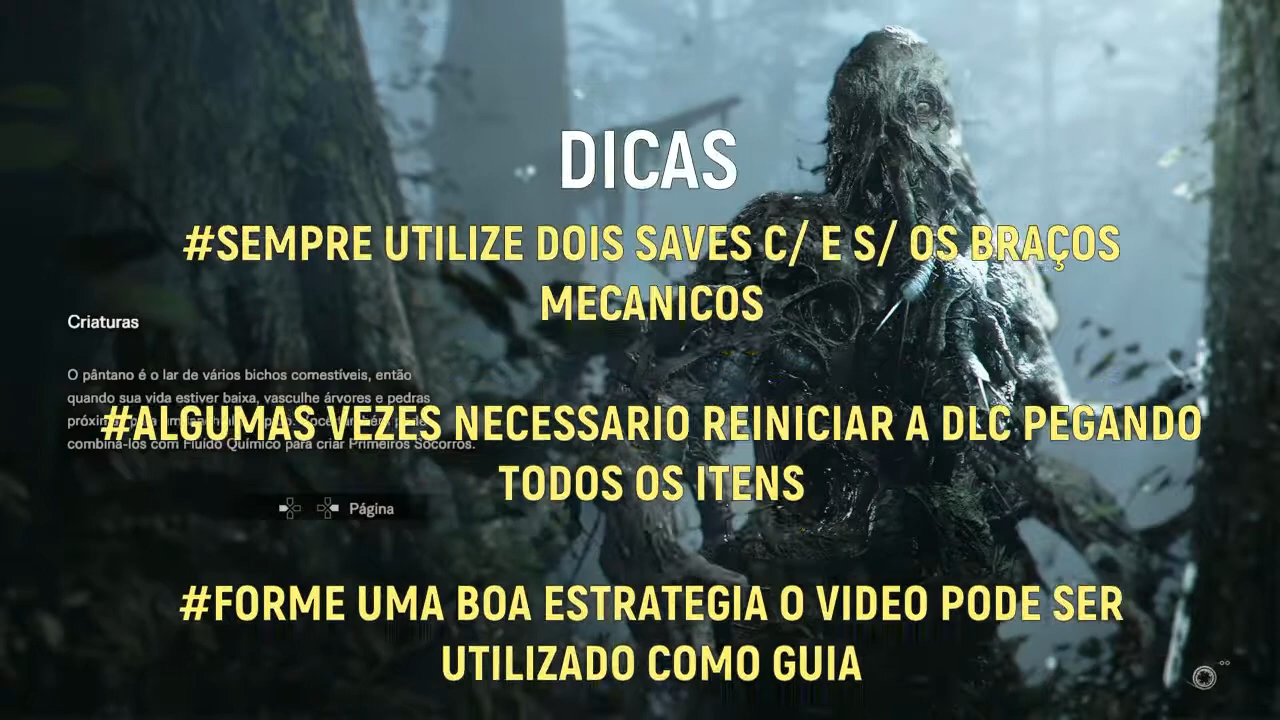 DICAS
#SEMPRE UTILIZE DOIS SAVES C/ E S/ OS BRAÇOS
MECANICOS
Criaturas
O pântano é o lar de vários bichos comestíveis, então
quando sua vida estiver baixa, vasculhe árvores e pedras
#ALGUMAS VEZES NECESSARIO REINICIAR A DLC PEGANDO
combiná-los com Fluído Químico para criar Primeiros Socorros.
TODOS OS ITENS
Página
#FORME UMA BOA ESTRATEGIA O VIDEO PODE SER
UTILIZADO COMO GUIA